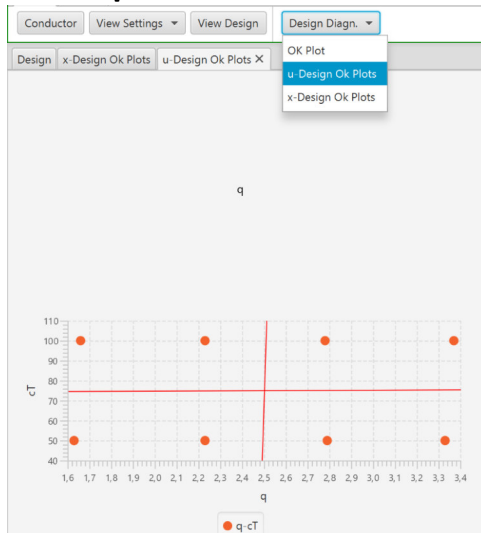 Conductor View Settings View Design Design Diagn.
OK Plot
u-Design Ok Plots
x-Design Ok Plots
Design x-Design Ok Plots u-Design Ok Plots X
q
110
100
90
80
70
60
50
40
cT
1,6 1,7 1,8 1,9 2,0 2,1 2,2 2,3 2,4 2,5 2,6 2,7 2,8 2,9 3,0 3,1 3,2 3,3 3,4
q
q-cT